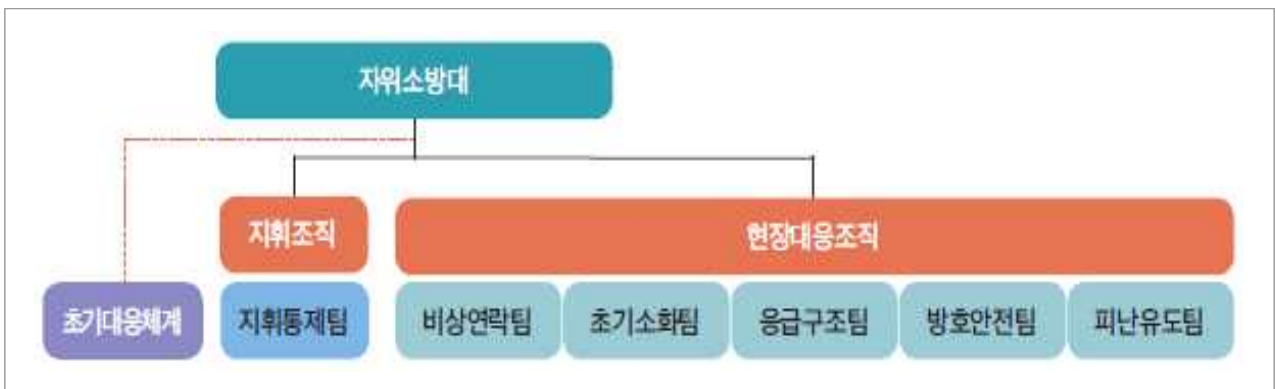 자위소방대
지휘조직
현장대응조직
초기대응체계
지휘통제팀
비상연락팀
초기소화팀
응급구조팀
방호안전팀
피난유도팀